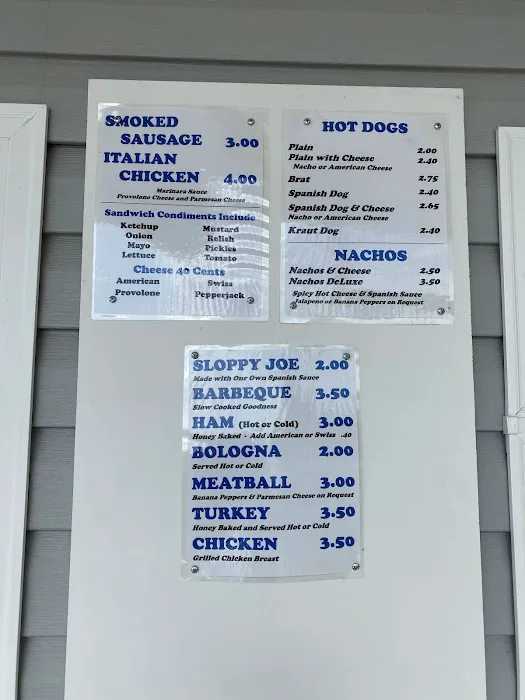 SMOKED
SAUSAGE 3.00
ITALIAN
CHICKEN 4.00
Marinara Sauce
Provolone Cheese and Parmesan Cheese
Sandwich Condiments Include
Ketchup Mustard
Onion Relish
Mayo Pickles
Lettuce Tomato
Cheese 40 Cents
American Swiss
Provolone Pepperjack
HOT DOGS
Plain 2.00
Plain with Cheese 2.40
Nacho or American Cheese
Brat 2.75
Spanish Dog 2.40
Spanish Dog & Cheese 2.65
Nacho or American Cheese
Kraut Dog 2.40
NACHOS
Nachos & Cheese 2.50
Nachos DeLuxe 3.50
Spicy Hot Cheese & Spanish Sauce
Jalapeno or Banana Peppers on Request
SLOPPY JOE 2.00
Made with Our Own Spanish Sauce
BARBEQUE 3.50
Slow Cooked Goodness
HAM (Hot or Cold) 3.00
Honey Baked - Add American or Swiss .40
BOLOGNA 2.00
Served Hot or Cold
MEATBALL 3.00
Banana Peppers & Parmesan Cheese on Request
TURKEY 3.50
Honey Baked and Served Hot or Cold
CHICKEN 3.50
Grilled Chicken Breast